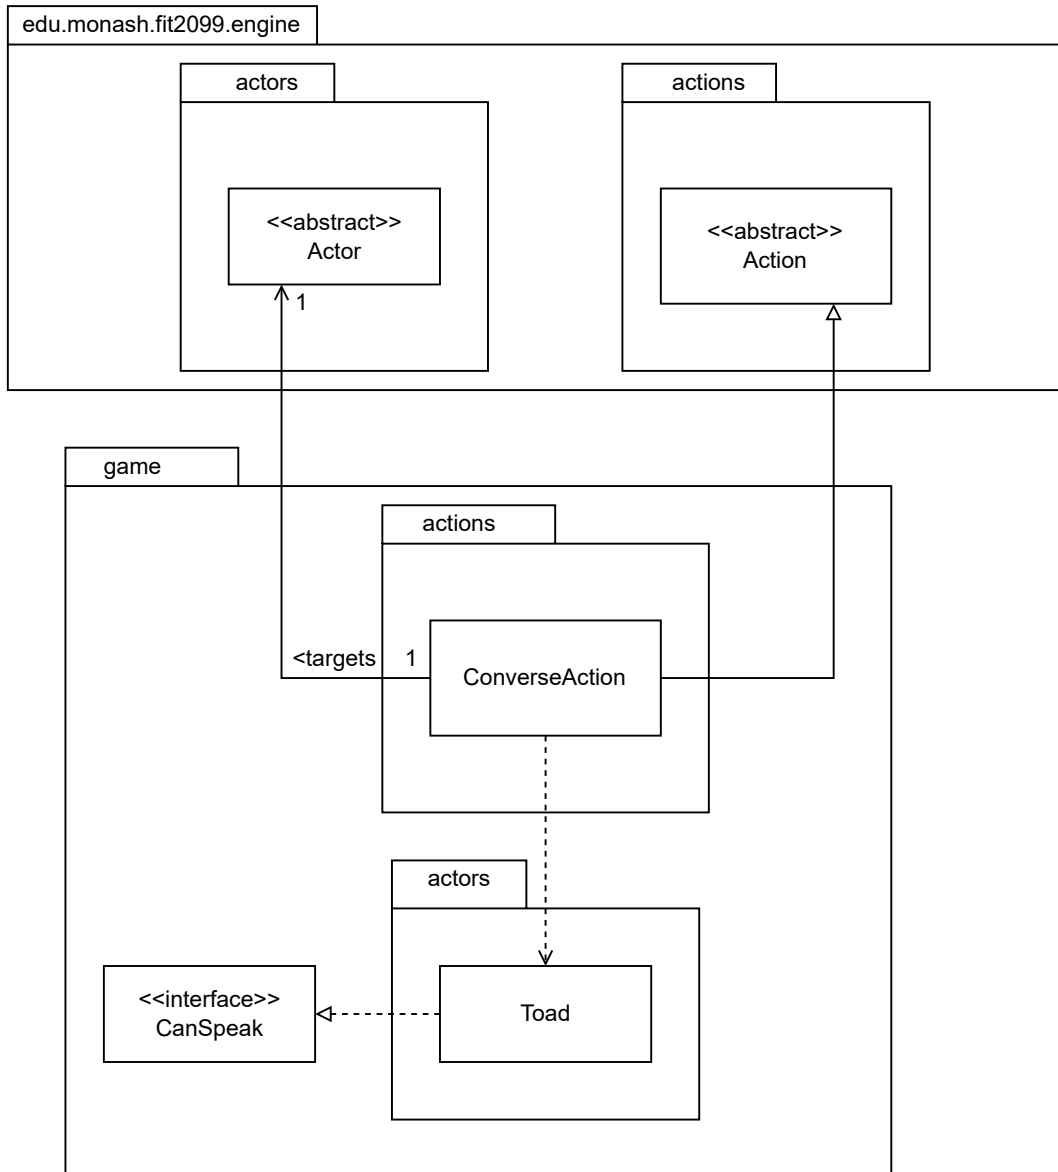 edu.monash.fit2099.engine
actors
actions
<<abstract>>
Actor
<<abstract>>
Action
1
game
actions
<targets
1
ConverseAction
actors
<<interface>>
CanSpeak
Toad